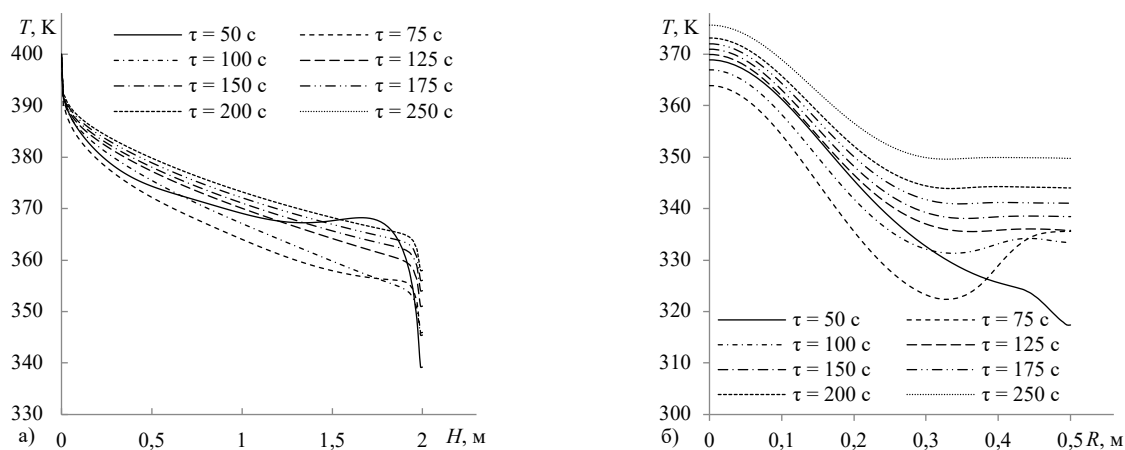 T, К
τ = 50 с
τ = 75 с
400
τ = 100 с
τ = 125 с
τ = 150 с
τ = 175 с
390
τ = 200 с
τ = 250 с
380
370
360
350
340
330
а)
0
0,5
1
1,5
2
H, м
T, К
370
360
350
340
330
320
τ = 50 с
τ = 75 с
τ = 100 с
τ = 125 с
310
τ = 150 с
τ = 175 с
τ = 200 с
τ = 250 с
300
б)
0
0,1
0,2
0,3
0,4
0,5
R, м